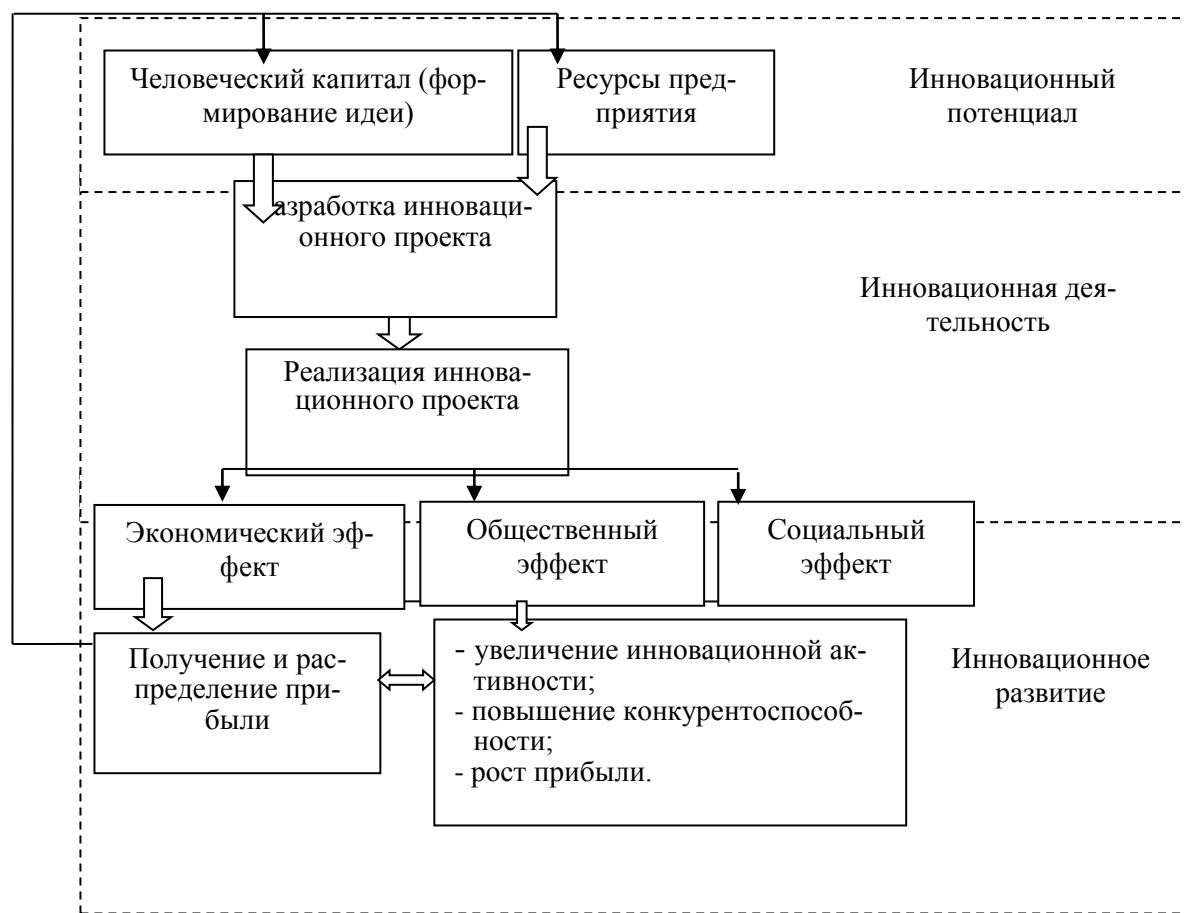 Человеческий капитал (фор-
мирование идеи)
Ресурсы пред-
приятия
Инновационный
потенциал
азработка инноваци-
онного проекта
Инновационная дея-
тельность
Реализация иннова-
ционного проекта
Экономический эф-
фект
Общественный
эффект
Социальный
эффект
Получение и рас-
пределение при-
были
- увеличение инновационной ак-
тивности;
- повышение конкурентоспособ-
ности;
- рост прибыли.
Инновационное
развитие